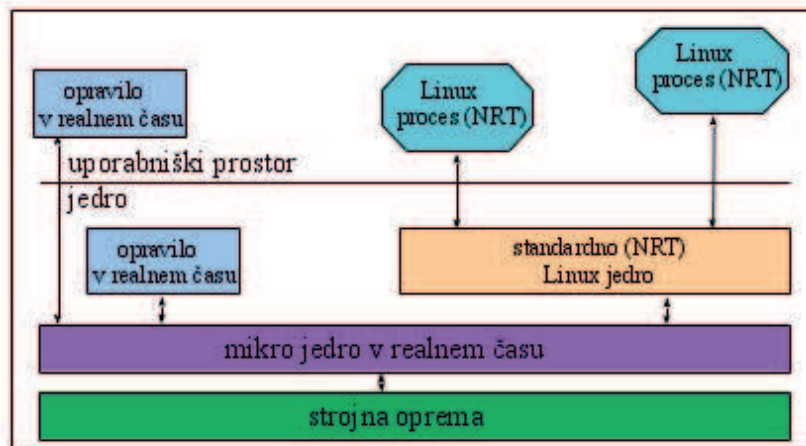 Linux
proces (NRT)
Linux
proces (NRT)
opravilo
v realnem času
uporabniški prostor
jedro
opravilo
v realnem času
standardno (NRT)
Linux jedro
mikro jedro v realnem času
strojna oprema